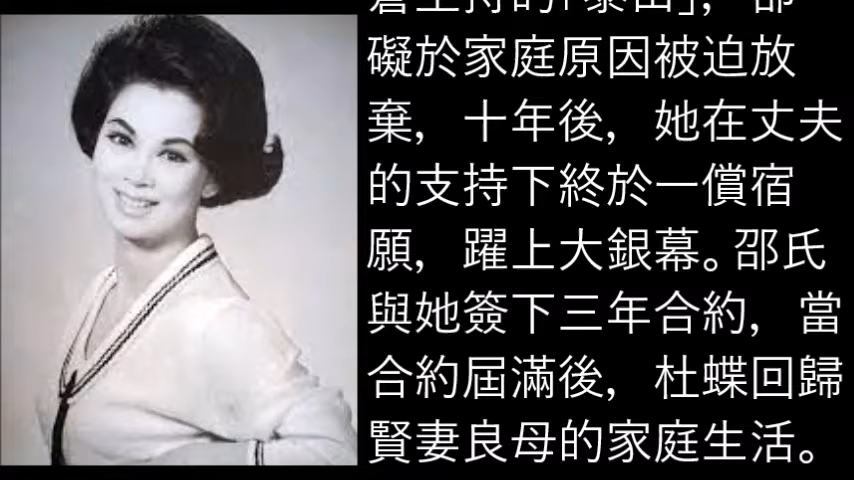 礙於家庭原因被迫放
棄，十年後，她在丈夫
的支持下終於一償宿
願，躍上大銀幕。邵氏
與她簽下三年合約，當
合約屆滿後，杜蝶回歸
賢妻良母的家庭生活。